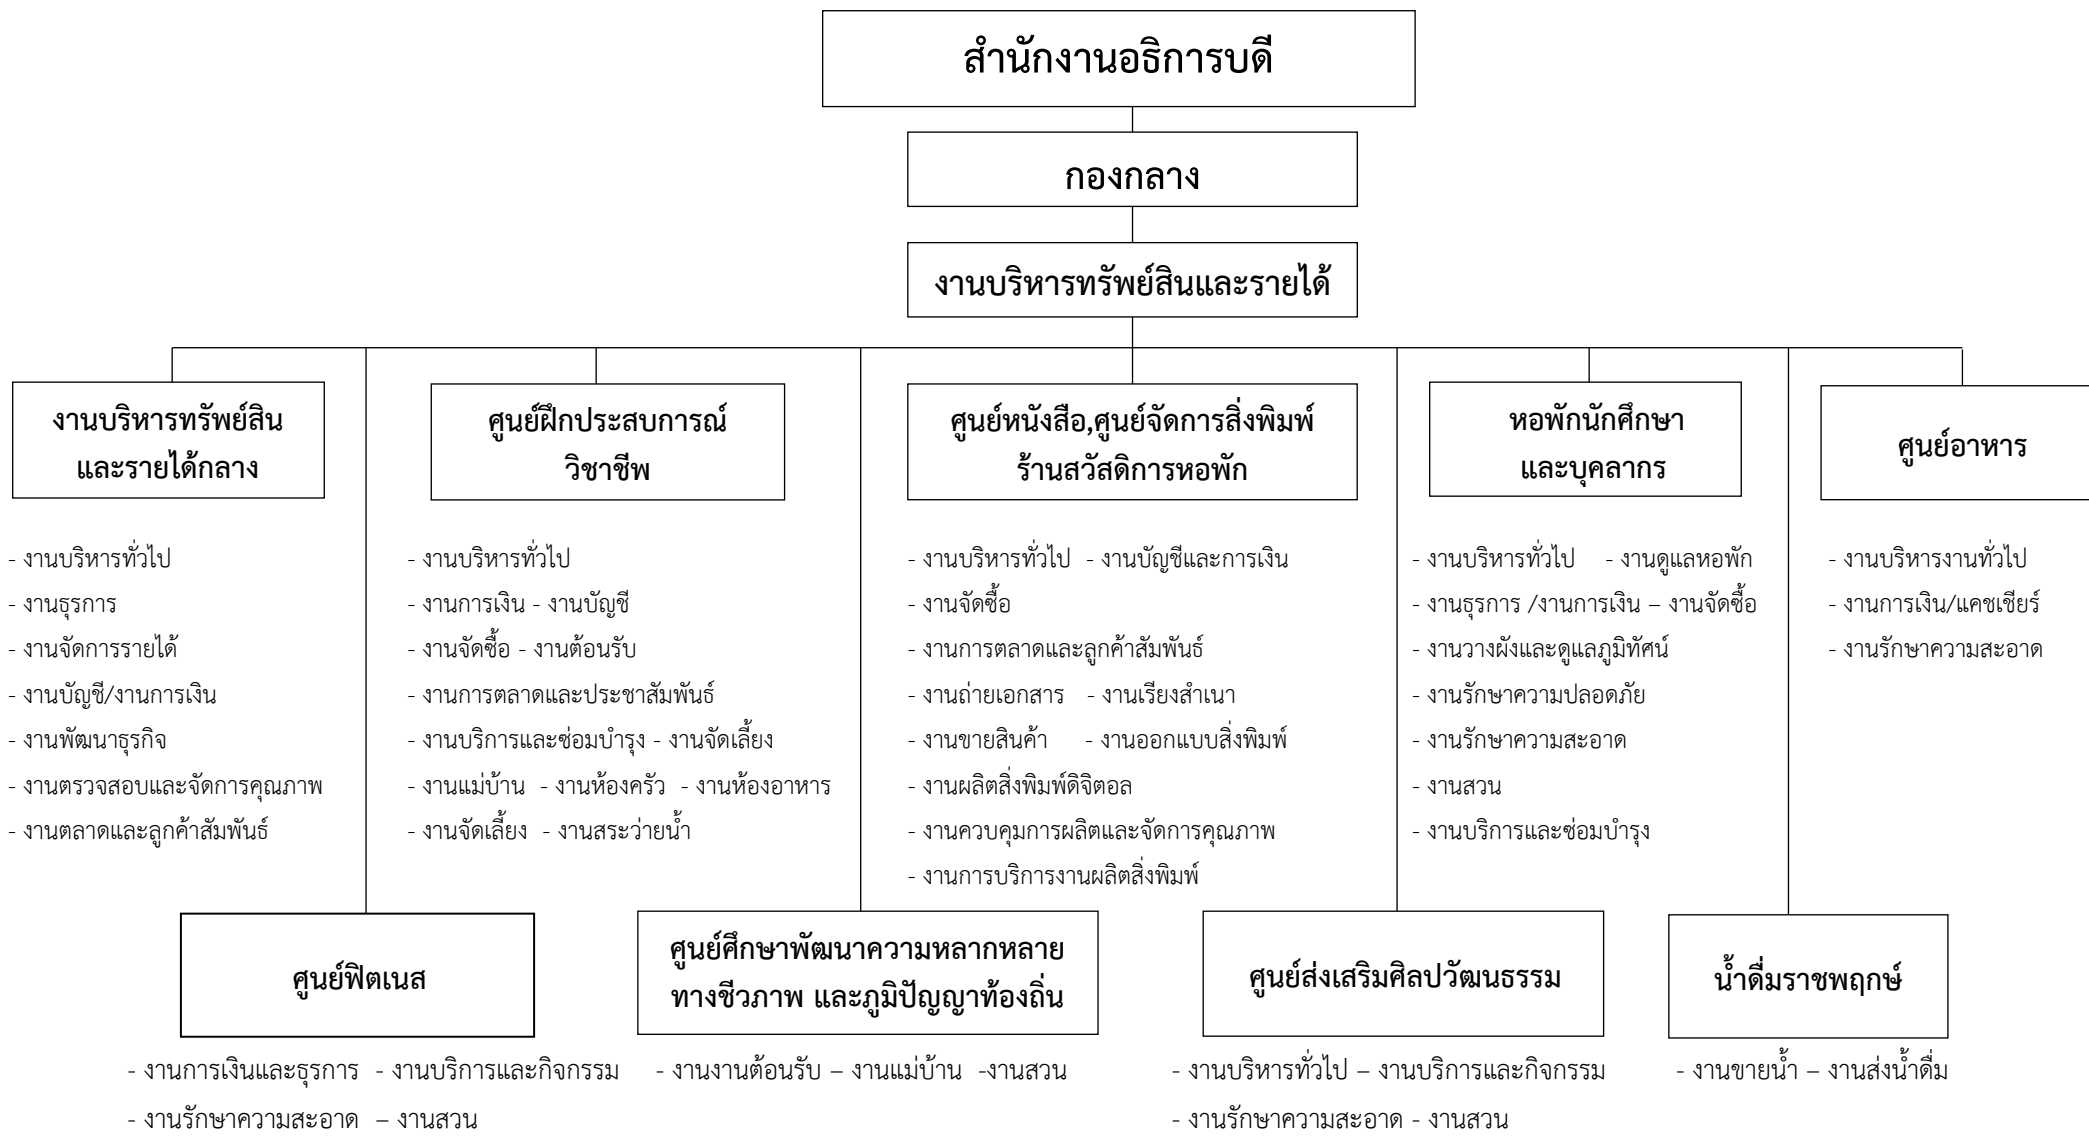 สำนักงานอธิการบดี
กองกลาง
งานบริหารทรัพย์สินและรายได้
งานบริหารทรัพย์สิน
และรายได้กลาง
- งานบริหารทั่วไป
- งานธุรการ
- งานจัดการรายได้
- งานบัญชี/งานการเงิน
- งานพัฒนาธุรกิจ
- งานตรวจสอบและจัดการคุณภาพ
- งานตลาดและลูกค้าสัมพันธ์
ศูนย์ฝึกประสบการณ์
วิชาชีพ
- งานบริหารทั่วไป
- งานการเงิน - งานบัญชี
- งานจัดซื้อ - งานต้อนรับ
- งานการตลาดและประชาสัมพันธ์
- งานบริการและซ่อมบำรุง - งานจัดเลี้ยง
- งานแม่บ้าน - งานห้องครัว - งานห้องอาหาร
- งานจัดเลี้ยง - งานสระว่ายน้ำ
ศูนย์หนังสือ,ศูนย์จัดการสิ่งพิมพ์
ร้านสวัสดิการหอพัก
- งานบริหารทั่วไป - งานบัญชีและการเงิน
- งานจัดซื้อ
- งานการตลาดและลูกค้าสัมพันธ์
- งานถ่ายเอกสาร - งานเรียงสำเนา
- งานขายสินค้า - งานออกแบบสิ่งพิมพ์
- งานผลิตสิ่งพิมพ์ดิจิตอล
- งานควบคุมการผลิตและจัดการคุณภาพ
- งานการบริการงานผลิตสิ่งพิมพ์
หอพักนักศึกษา
และบุคลากร
- งานบริหารทั่วไป - งานดูแลหอพัก
- งานธุรการ /งานการเงิน – งานจัดซื้อ
- งานวางผังและดูแลภูมิทัศน์
- งานรักษาความปลอดภัย
- งานรักษาความสะอาด
- งานสวน
- งานบริการและซ่อมบำรุง
ศูนย์อาหาร
- งานบริหารงานทั่วไป
- งานการเงิน/แคชเชียร์
- งานรักษาความสะอาด
ศูนย์ฟิตเนส
- งานการเงินและธุรการ - งานบริการและกิจกรรม
- งานรักษาความสะอาด – งานสวน
ศูนย์ศึกษาพัฒนาความหลากหลาย
ทางชีวภาพ และภูมิปัญญาท้องถิ่น
- งานงานต้อนรับ – งานแม่บ้าน -งานสวน
ศูนย์ส่งเสริมศิลปวัฒนธรรม
- งานบริหารทั่วไป – งานบริการและกิจกรรม
- งานรักษาความสะอาด - งานสวน
น้ำดื่มราชพฤกษ์
- งานขายน้ำ – งานส่งน้ำดื่ม